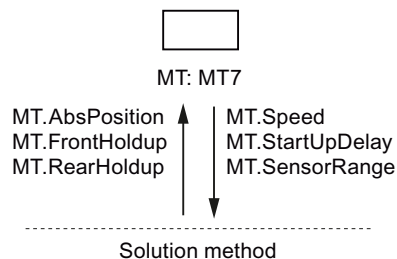 MT: MT7
MT.AbsPosition
MT.FrontHoldup
MT.RearHoldup
MT.Speed
MT.StartUpDelay
MT.SensorRange
Solution method